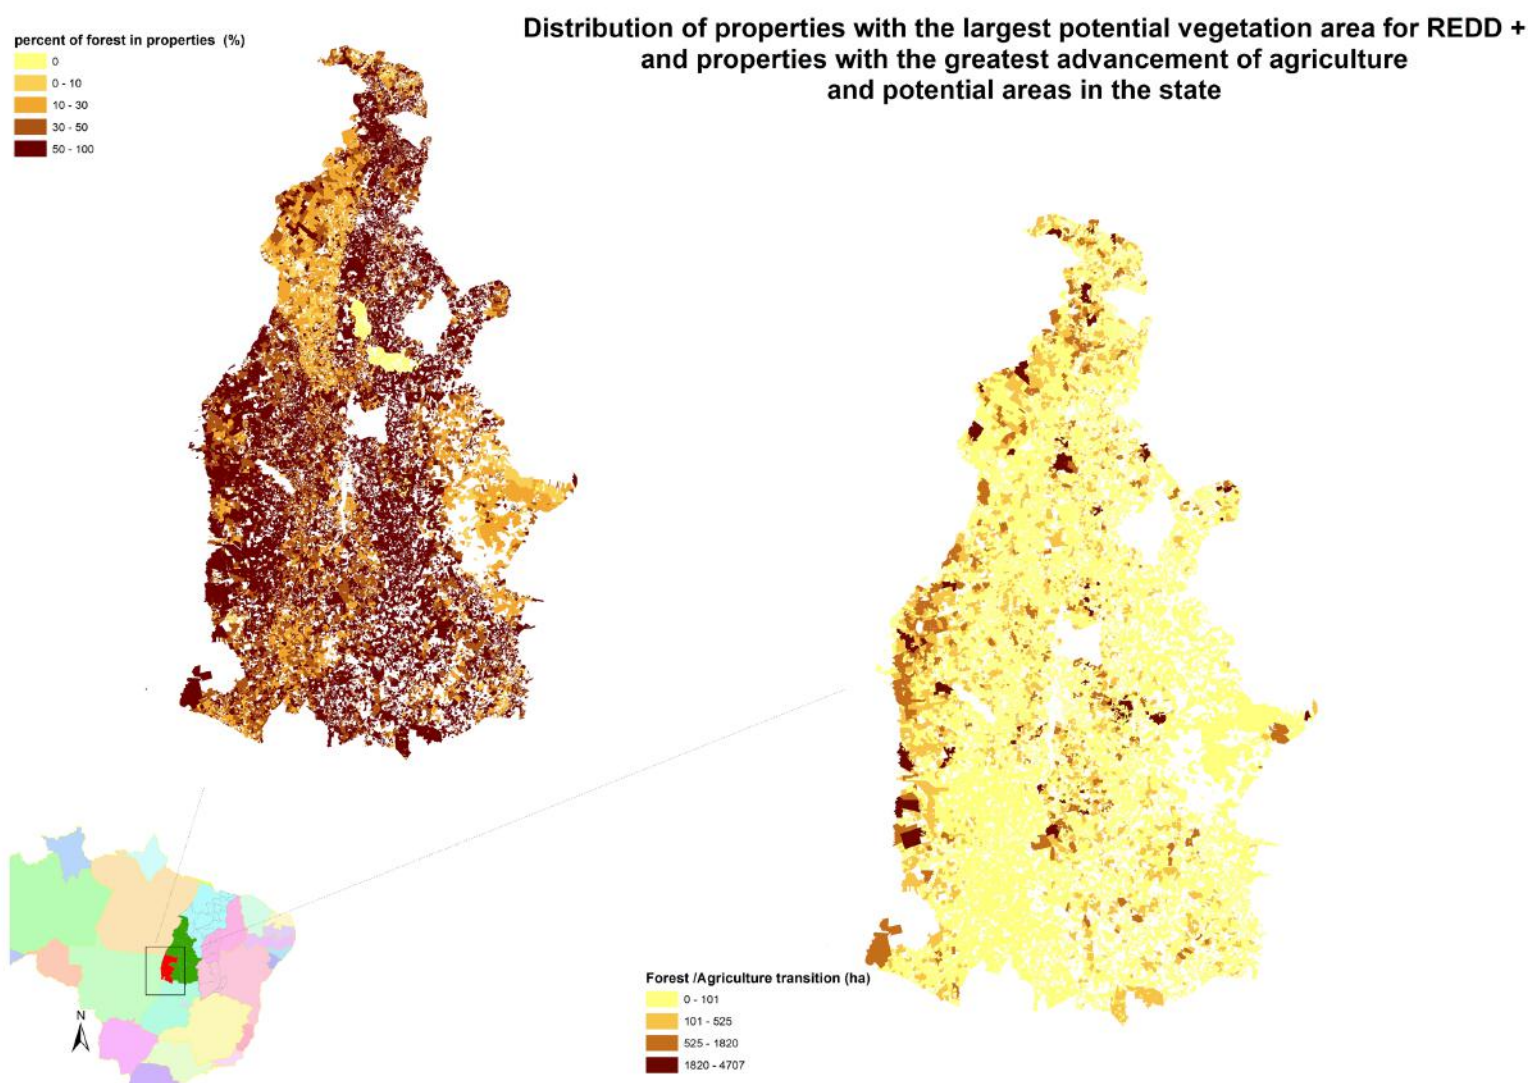 Distribution of properties with the largest potential vegetation area for REDD +
and properties with the greatest advancement of agriculture
and potential areas in the state
percent of forest in properties (%)
0
0 - 10
10 - 30
30 - 50
50 - 100
N
Forest /Agriculture transition (ha)
0 - 101
101 - 525
525 - 1820
1820 - 4707